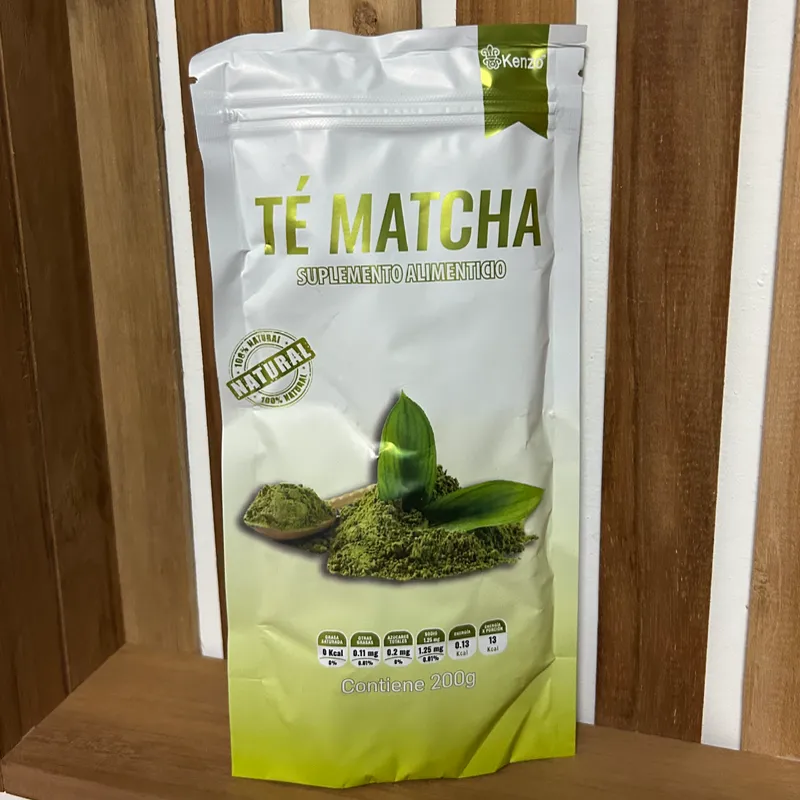 Kenzo
TÉ MATCHA
SUPLEMENTO ALIMENTICIO
100% NATURAL
NATURAL
100% NATURAL
GRASA SATURADA
0 Kcal
0%
OTRAS GRASAS
0.11 mg
0.01%
AZÚCARES TOTALES
0.2 mg
0%
SODIO
1.25 mg
1.25 mg
0.01%
ENERGÍA
0.13
Kcal
ENERGÍA X PORCIÓN
13
Kcal
Contiene 200g